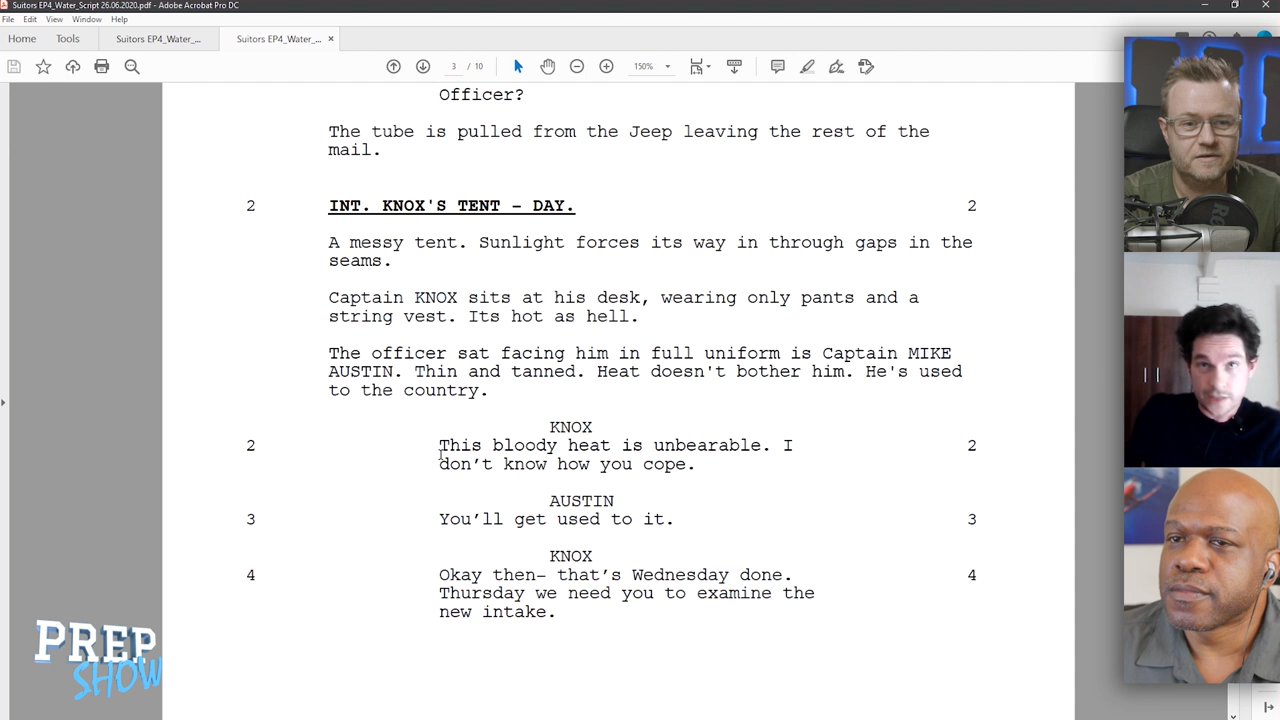 Suitors EP4_Water_Script 26.06.2020.pdf - Adobe Acrobat Pro DC
File Edit View Window Help
Home Tools Suitors EP4_Water_... Suitors EP4_Water_... ×
3 / 10 150%
Officer?
The tube is pulled from the Jeep leaving the rest of the
mail.
2 INT. KNOX'S TENT - DAY. 2
A messy tent. Sunlight forces its way in through gaps in the
seams.
Captain KNOX sits at his desk, wearing only pants and a
string vest. Its hot as hell.
The officer sat facing him in full uniform is Captain MIKE
AUSTIN. Thin and tanned. Heat doesn't bother him. He's used
to the country.
KNOX
2 This bloody heat is unbearable. I 2
don't know how you cope.
AUSTIN
3 You'll get used to it. 3
KNOX
4 Okay then- that's Wednesday done. 4
Thursday we need you to examine the
new intake.
PREP
SHOW